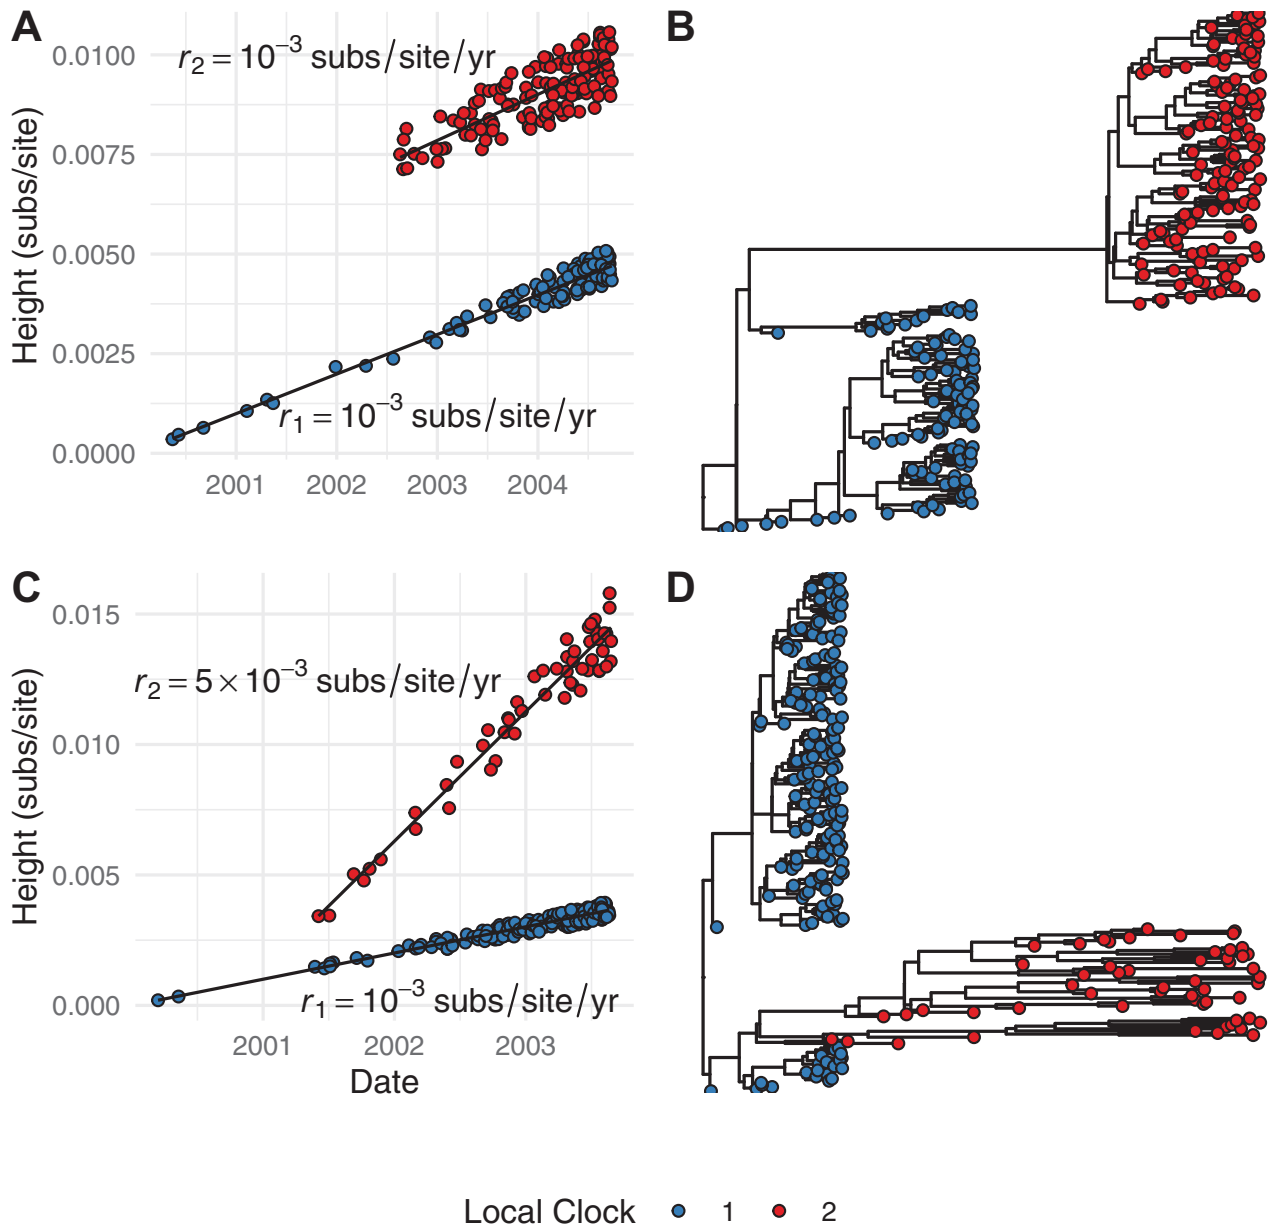 A
B
r₂ = 10⁻³ subs/site/yr
r₁ = 10⁻³ subs/site/yr
Height (subs/site)
0.0100
0.0075
0.0050
0.0025
0.0000
2001 2002 2003 2004
C
D
r₂ = 5 × 10⁻³ subs/site/yr
r₁ = 10⁻³ subs/site/yr
Height (subs/site)
0.015
0.010
0.005
0.000
2001 2002 2003
Date
Local Clock 1 2